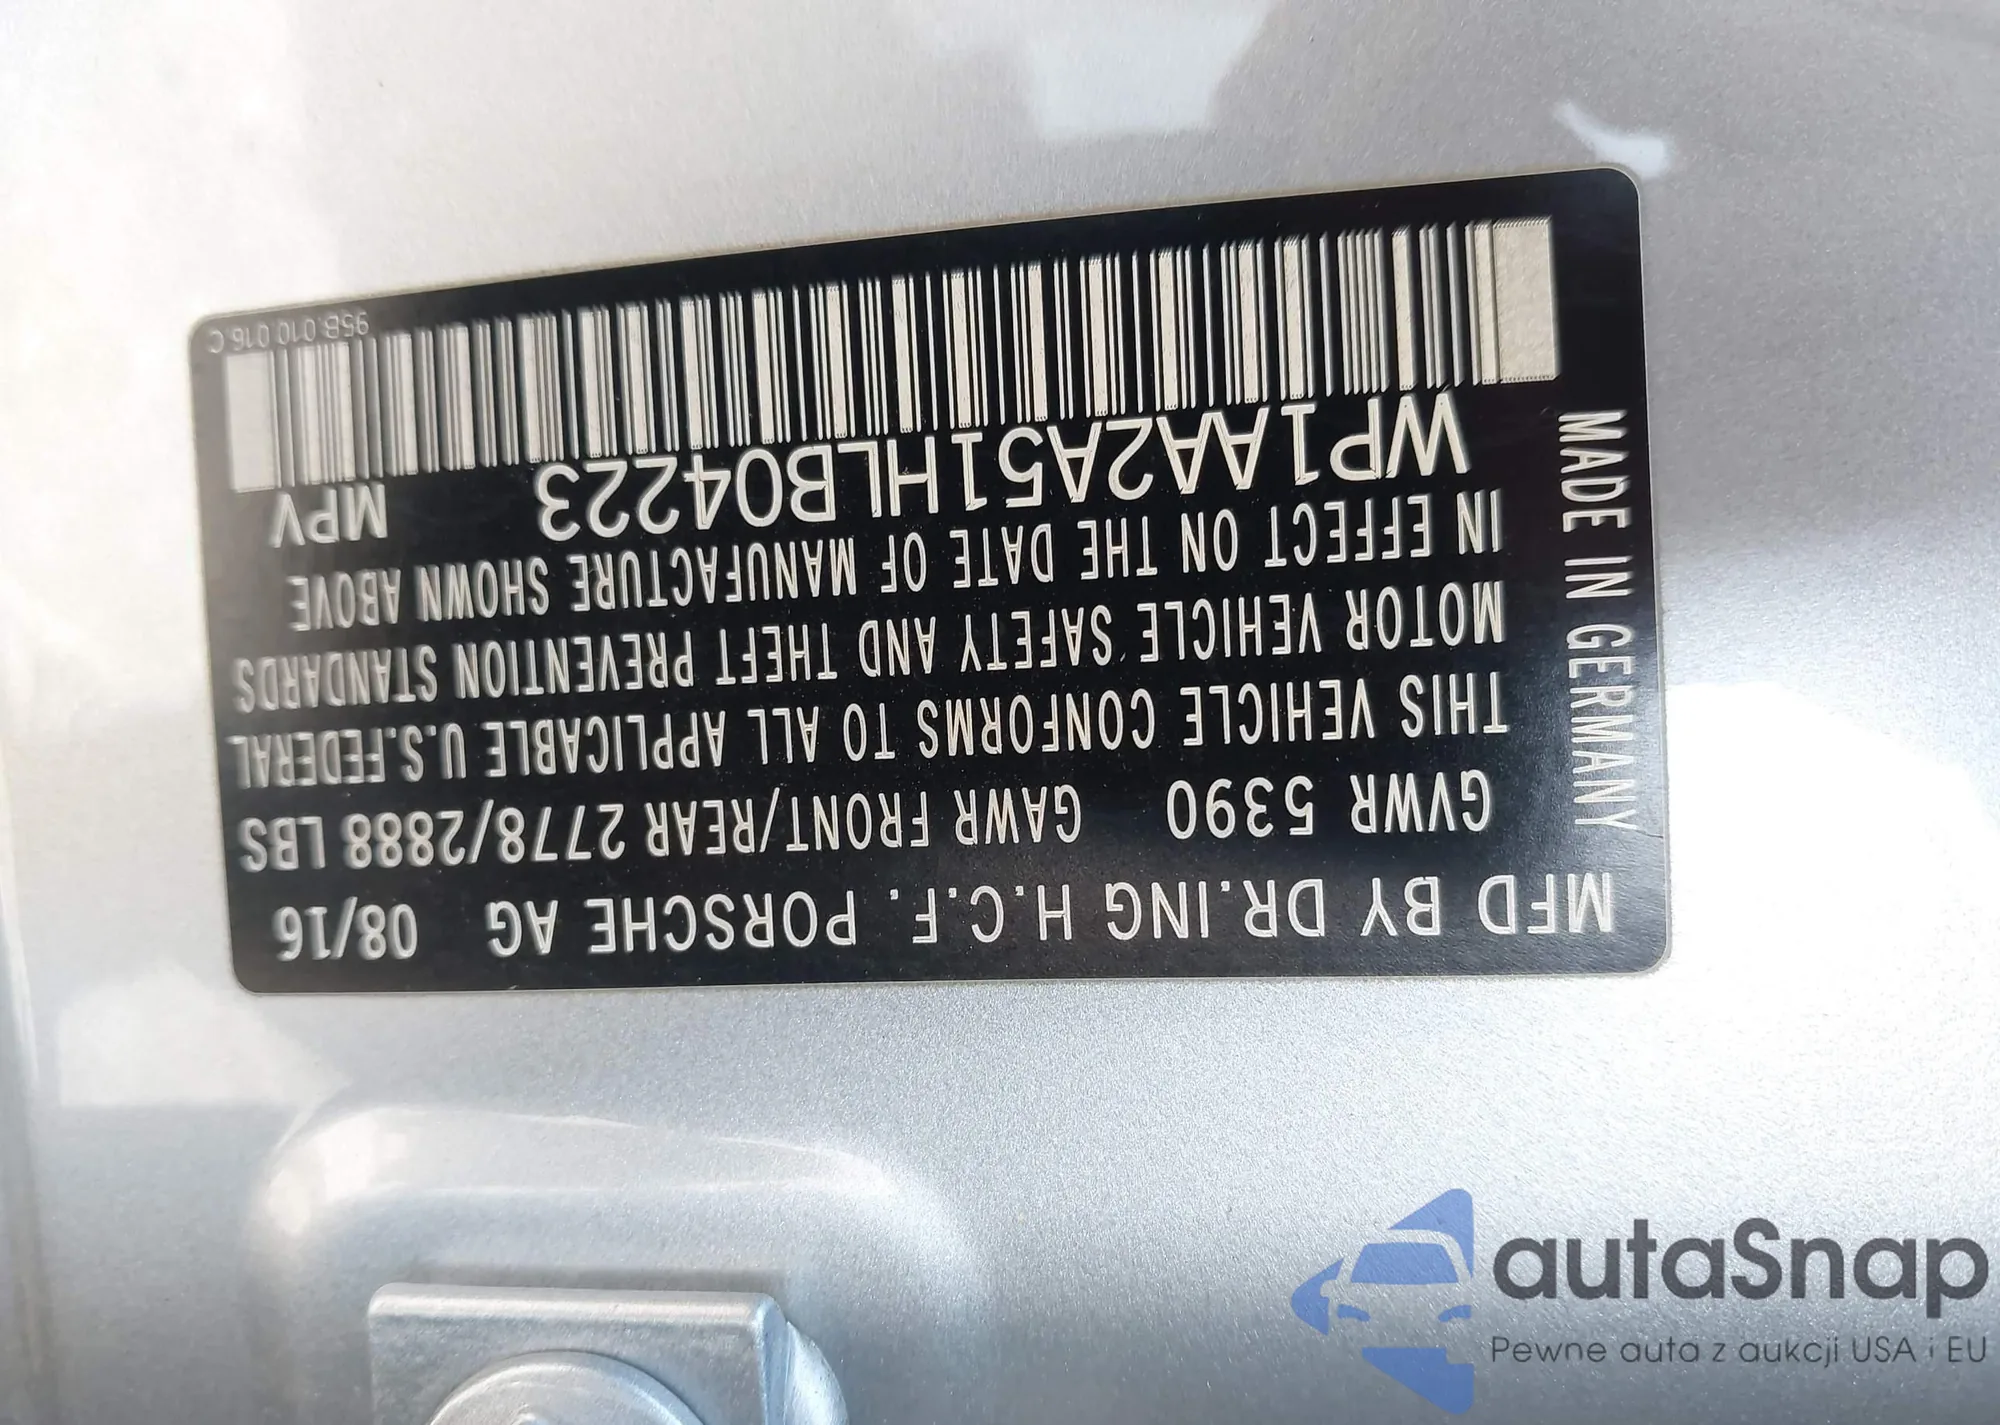 MFD BY DR.ING H.C.F. PORSCHE AG 08/16
GVWR 5390 GAWR FRONT/REAR 2778/2888 LBS
THIS VEHICLE CONFORMS TO ALL APPLICABLE U.S.FEDERAL
MOTOR VEHICLE SAFETY AND THEFT PREVENTION STANDARDS
IN EFFECT ON THE DATE OF MANUFACTURE SHOWN ABOVE
WP1AA2A51HLB04223 MPV
95B.010.016 C
MADE IN GERMANY
autaSnap
Pewne auta z aukcji USA i EU